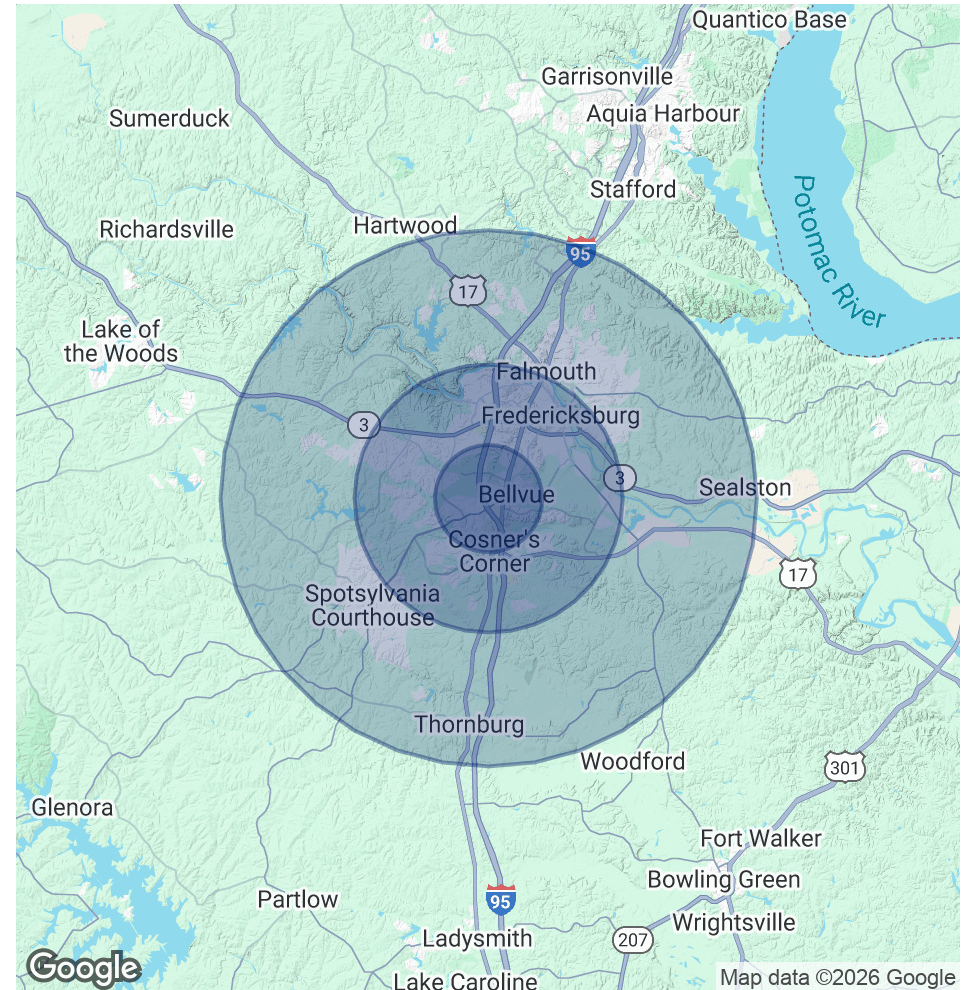 Quantico Base
Garrisonville
Aquia Harbour
Sumerduck
Stafford
Potomac River
Hartwood
Richardsville
95
17
Lake of
the Woods
Falmouth
Fredericksburg
3
3
Sealston
Bellvue
Cosner's
Corner
17
Spotsylvania
Courthouse
Thornburg
Woodford
301
Glenora
Fort Walker
Bowling Green
Partlow
95
Wrightsville
Ladysmith
207
Lake Caroline
Google
Map data ©2026 Google